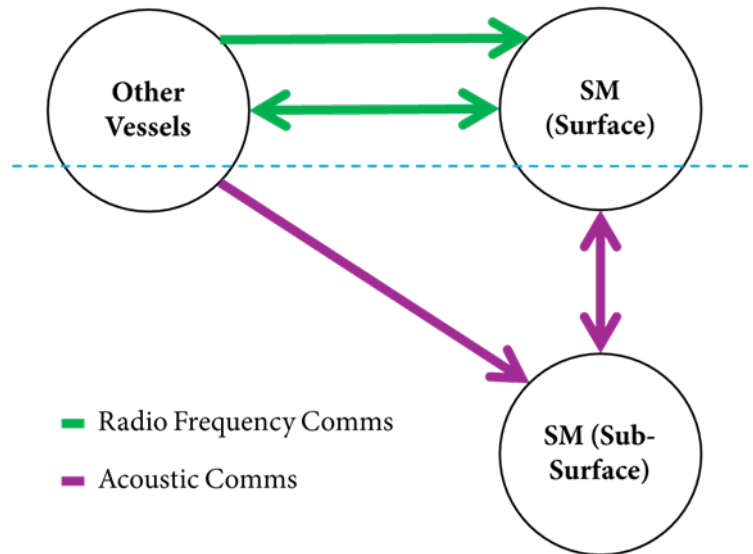 Other
Vessels
SM
(Surface)
SM (Sub-
Surface)
Radio Frequency Comms
Acoustic Comms